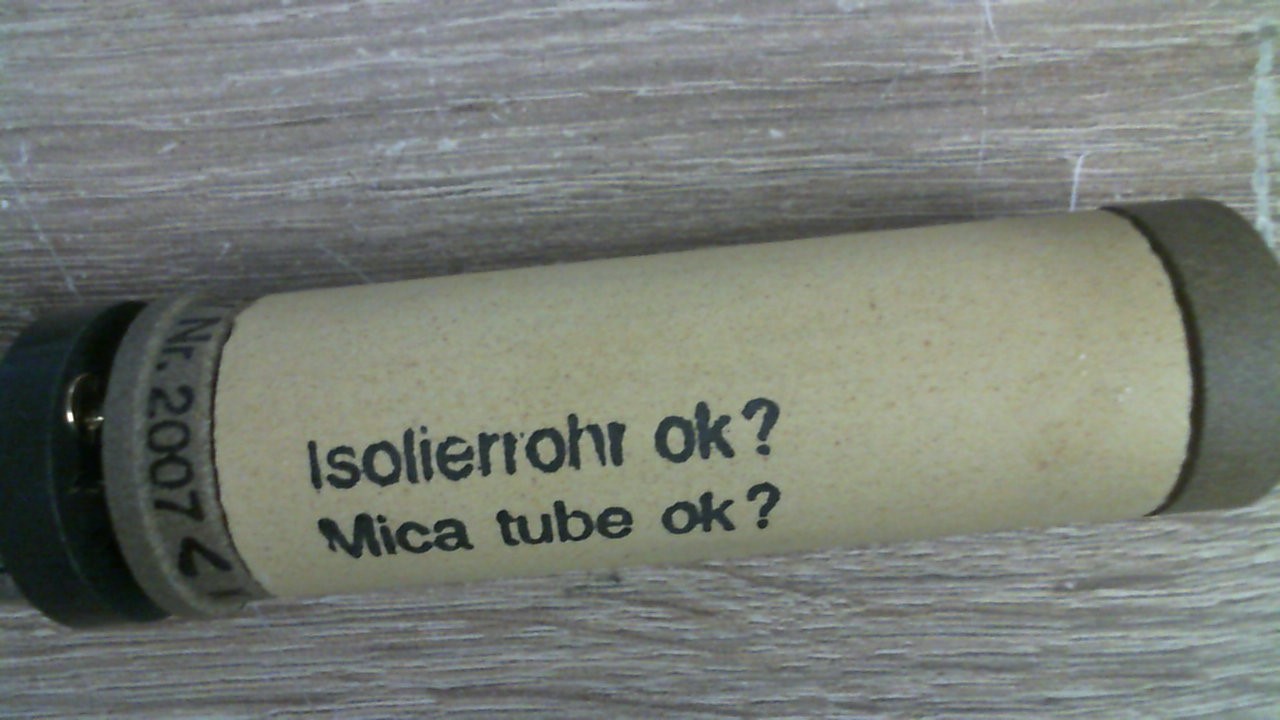 Isolierrohr ok?
Mica tube ok?
Nr. 2007